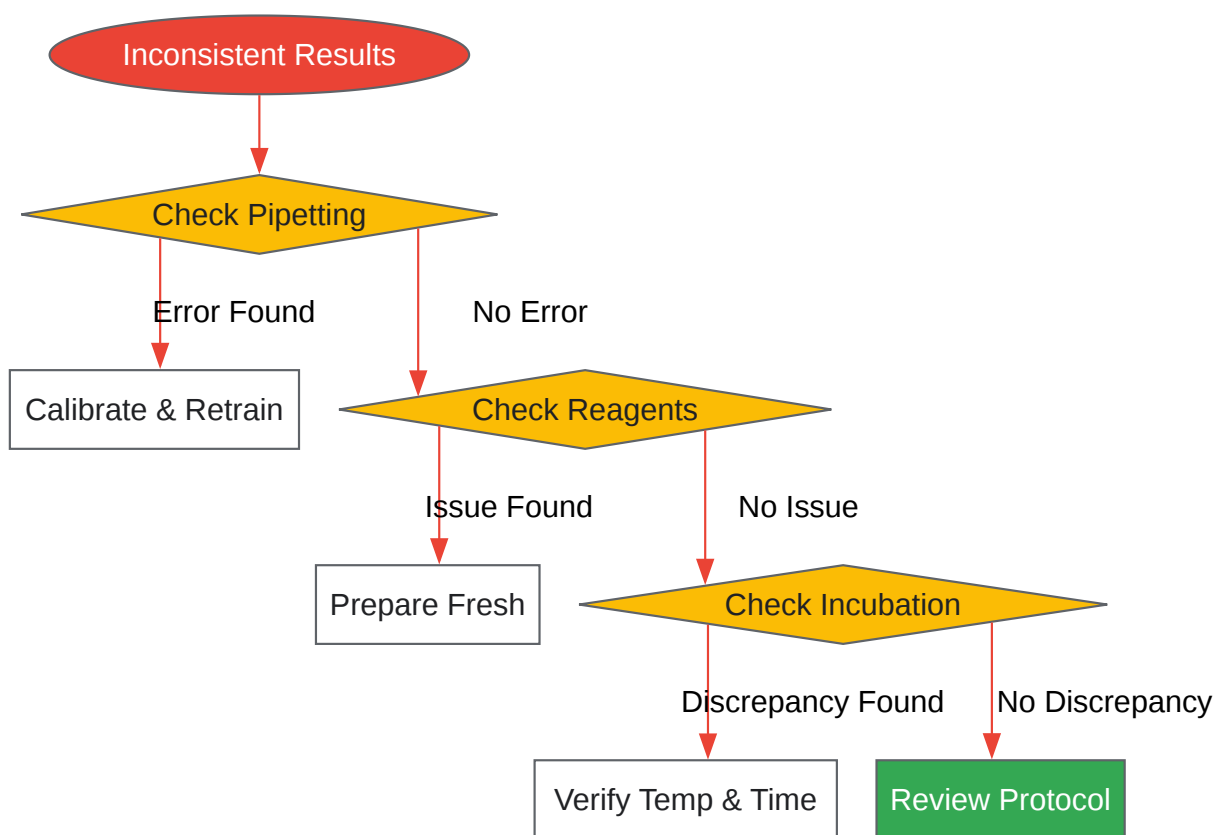 Inconsistent Results
Check Pipetting
Error Found
No Error
Calibrate & Retrain
Check Reagents
Issue Found
No Issue
Prepare Fresh
Check Incubation
Discrepancy Found
No Discrepancy
Verify Temp & Time
Review Protocol